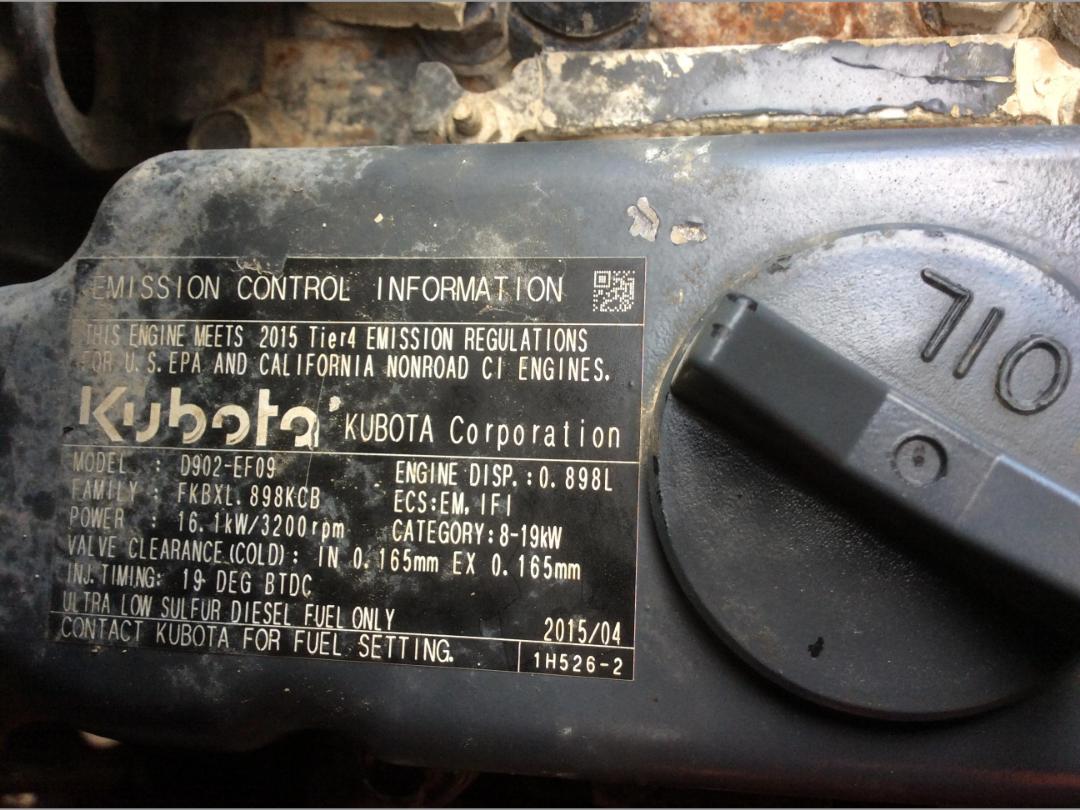 EMISSION CONTROL INFORMATION
THIS ENGINE MEETS 2015 Tier4 EMISSION REGULATIONS
FOR U.S. EPA AND CALIFORNIA NONROAD CI ENGINES.
Kubota KUBOTA Corporation
MODEL : D902-EF09 ENGINE DISP.:0.898L
FAMILY : FKBXL.898KCB ECS:EM,IFI
POWER : 16.1kW/3200rpm CATEGORY:8-19kW
VALVE CLEARANCE(COLD): IN 0.165mm EX 0.165mm
INJ.TIMING: 19 DEG BTDC
ULTRA LOW SULFUR DIESEL FUEL ONLY 2015/04
CONTACT KUBOTA FOR FUEL SETTING. 1H526-2
OIL